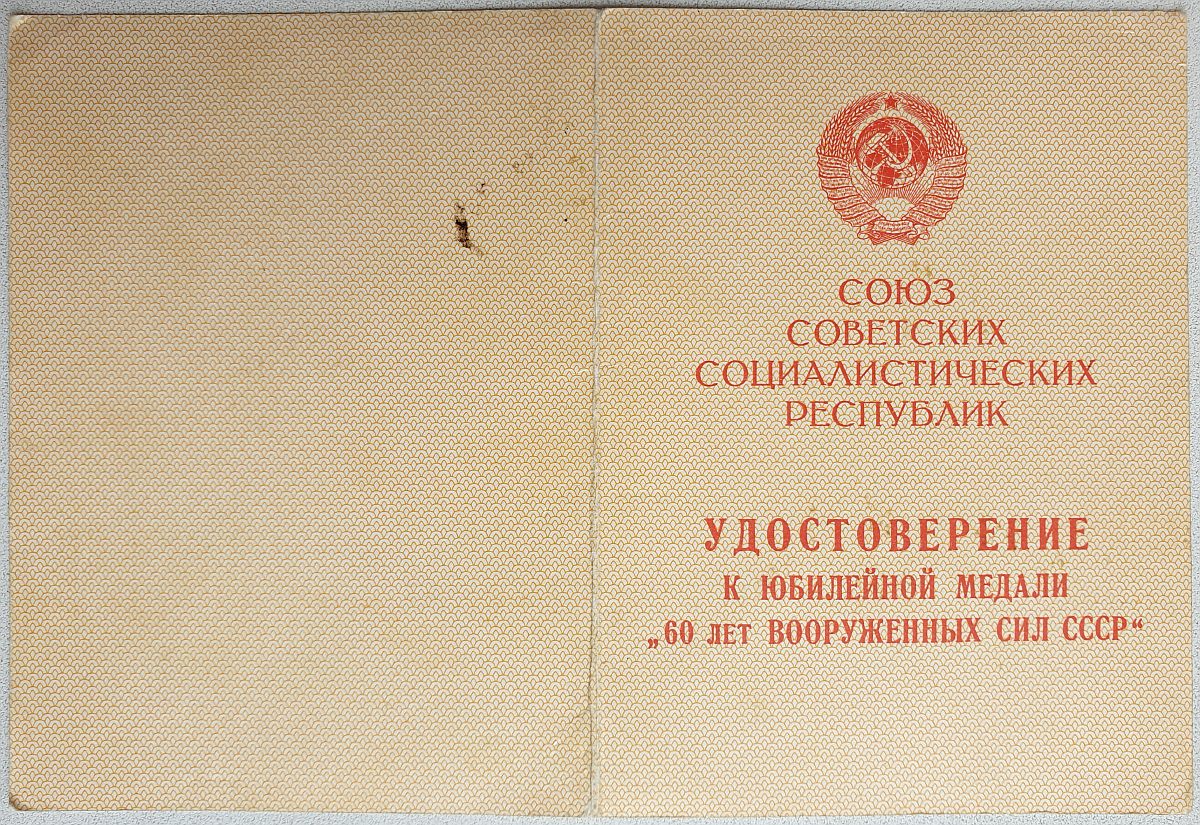 СОЮЗ
СОВЕТСКИХ
СОЦИАЛИСТИЧЕСКИХ
РЕСПУБЛИК
УДОСТОВЕРЕНИЕ
К ЮБИЛЕЙНОЙ МЕДАЛИ
„60 ЛЕТ ВООРУЖЕННЫХ СИЛ СССР“